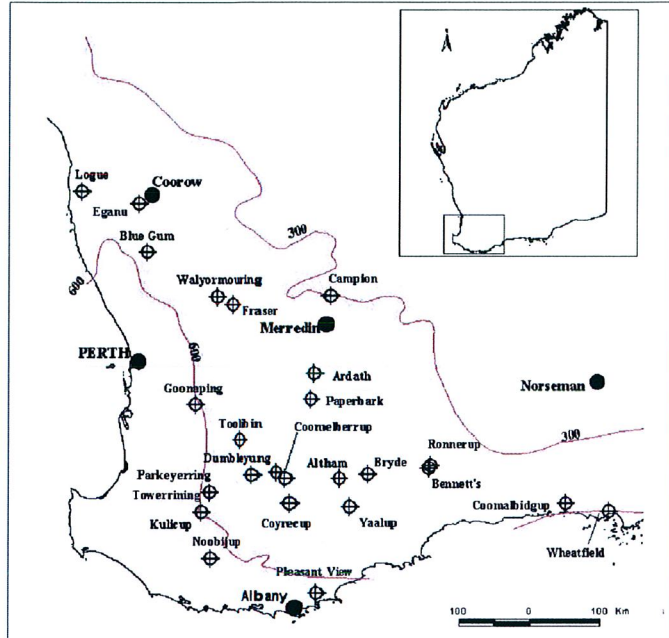 Logue
Coorow
Eganu
Blue Gum
300
600
Walyormouring
Campion
Fraser
Merredin
PERTH
600
Ardath
Goonaping
Paperbark
Norseman
Toolibin
Coomelberrup
300
Dumbleyung
Altham
Bryde
Ronnerup
Parkeyerring
Bennett's
Towerrining
Coomalbidgup
Kulicup
Coyrecup
Yaalup
Noobijup
Wheatfield
Pleasant View
Albany
100 0 100 Km